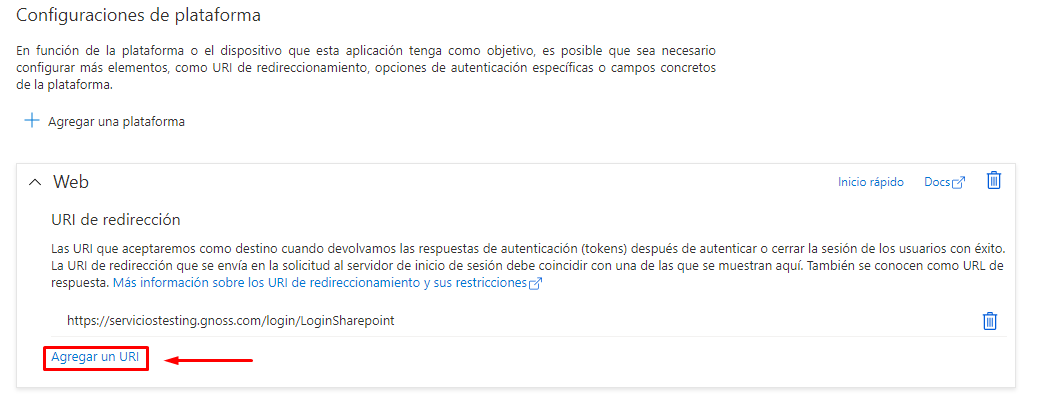 Configuraciones de plataforma
En función de la plataforma o el dispositivo que esta aplicación tenga como objetivo, es posible que sea necesario
configurar más elementos, como URI de redireccionamiento, opciones de autenticación específicas o campos concretos
de la plataforma.
Agregar una plataforma
Web
Inicio rápido
Docs
URI de redirección
Las URI que aceptaremos como destino cuando devolvamos las respuestas de autenticación (tokens) después de autenticar o cerrar la sesión de los usuarios con éxito.
La URI de redirección que se envía en la solicitud al servidor de inicio de sesión debe coincidir con una de las que se muestran aquí. También se conocen como URL de
respuesta. Más información sobre los URI de redireccionamiento y sus restricciones
https://serviciostesting.gnoss.com/login/LoginSharepoint
Agregar un URI